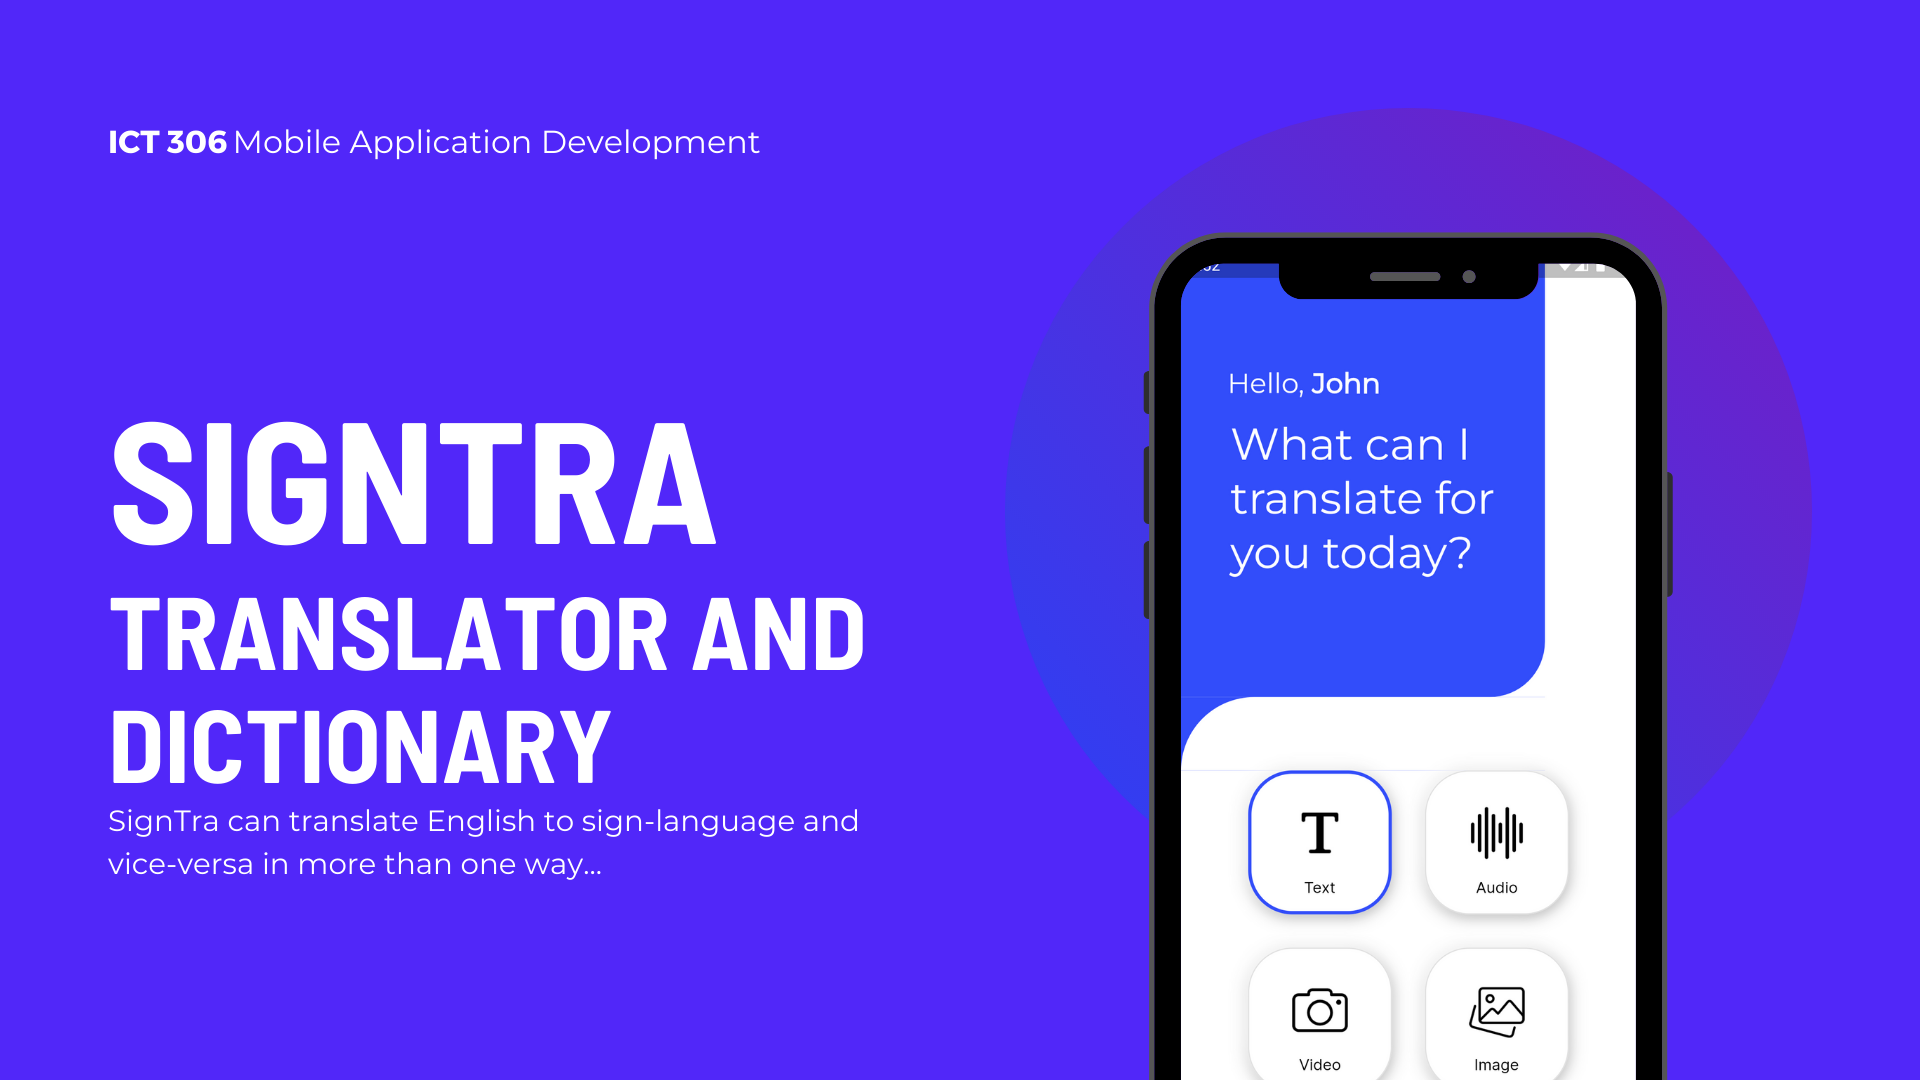 ICT 306 Mobile Application Development
SIGNTRA
TRANSLATOR AND
DICTIONARY
SignTra can translate English to sign-language and
vice-versa in more than one way...
Hello, John
What can I
translate for
you today?
Text
Audio
Video
Image